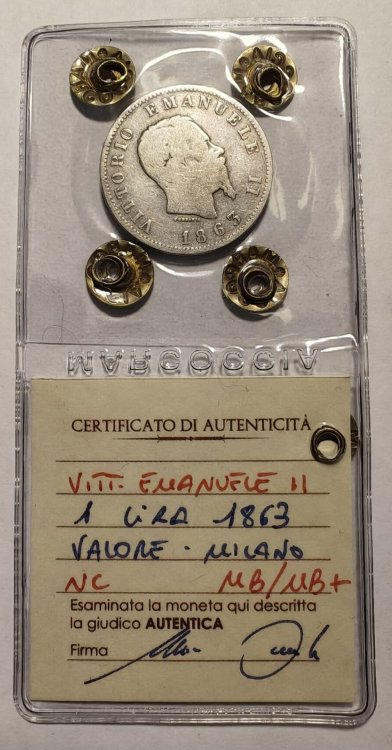 VITTORIO EMANUELE II
1863
MARCOCCIA
CERTIFICATO DI AUTENTICITÀ
VITT. EMANUELE II
1 LIRA 1863
VALORE - MILANO
NC MB/MB+
Esaminata la moneta qui descritta
la giudico AUTENTICA
Firma